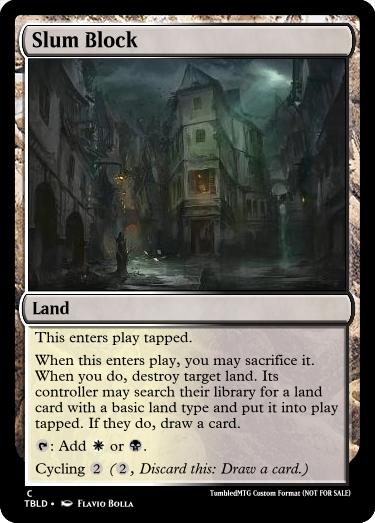 Slum Block
Land
This enters play tapped.
When this enters play, you may sacrifice it.
When you do, destroy target land. Its
controller may search their library for a land
card with a basic land type and put it into play
tapped. If they do, draw a card.
: Add or .
Cycling 2 (2, Discard this: Draw a card.)
C
TBLD • Flavio Bolla
TumbledMTG Custom Format (NOT FOR SALE)